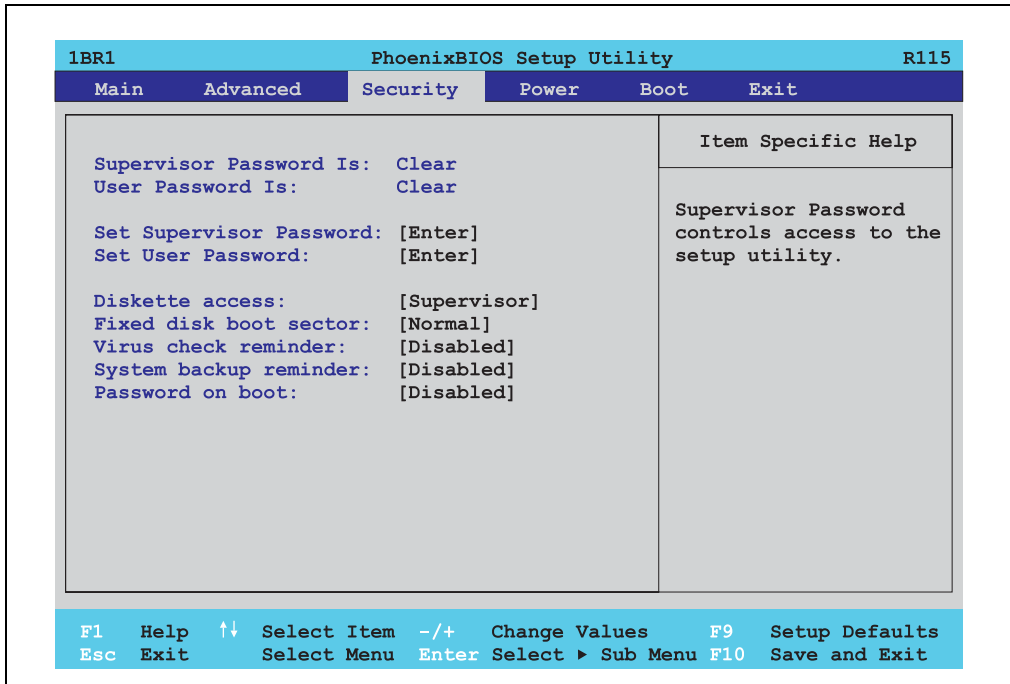 1BR1 PhoenixBIOS Setup Utility R115
Main Advanced Security Power Boot Exit
Supervisor Password Is: Clear
User Password Is: Clear
Set Supervisor Password: [Enter]
Set User Password: [Enter]
Diskette access: [Supervisor]
Fixed disk boot sector: [Normal]
Virus check reminder: [Disabled]
System backup reminder: [Disabled]
Password on boot: [Disabled]
Item Specific Help
Supervisor Password
controls access to the
setup utility.
F1 Help ↑↓ Select Item -/+ Change Values F9 Setup Defaults
Esc Exit Select Menu Enter Select ▶ Sub Menu F10 Save and Exit